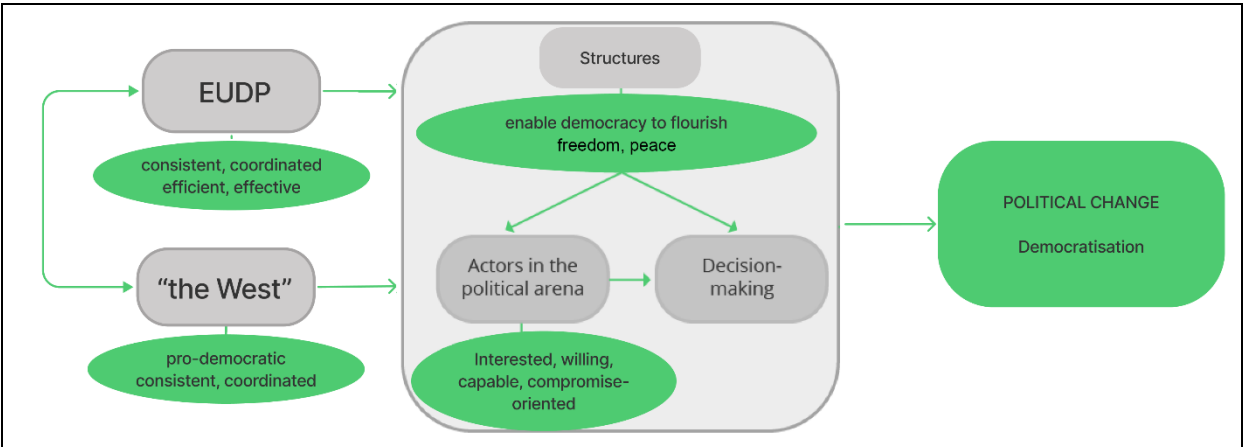 EUDP
consistent, coordinated
efficient, effective
“the West”
pro-democratic
consistent, coordinated
Structures
enable democracy to flourish
freedom, peace
Actors in the
political arena
Decision-
making
Interested, willing,
capable, compromise-
oriented
POLITICAL CHANGE
Democratisation